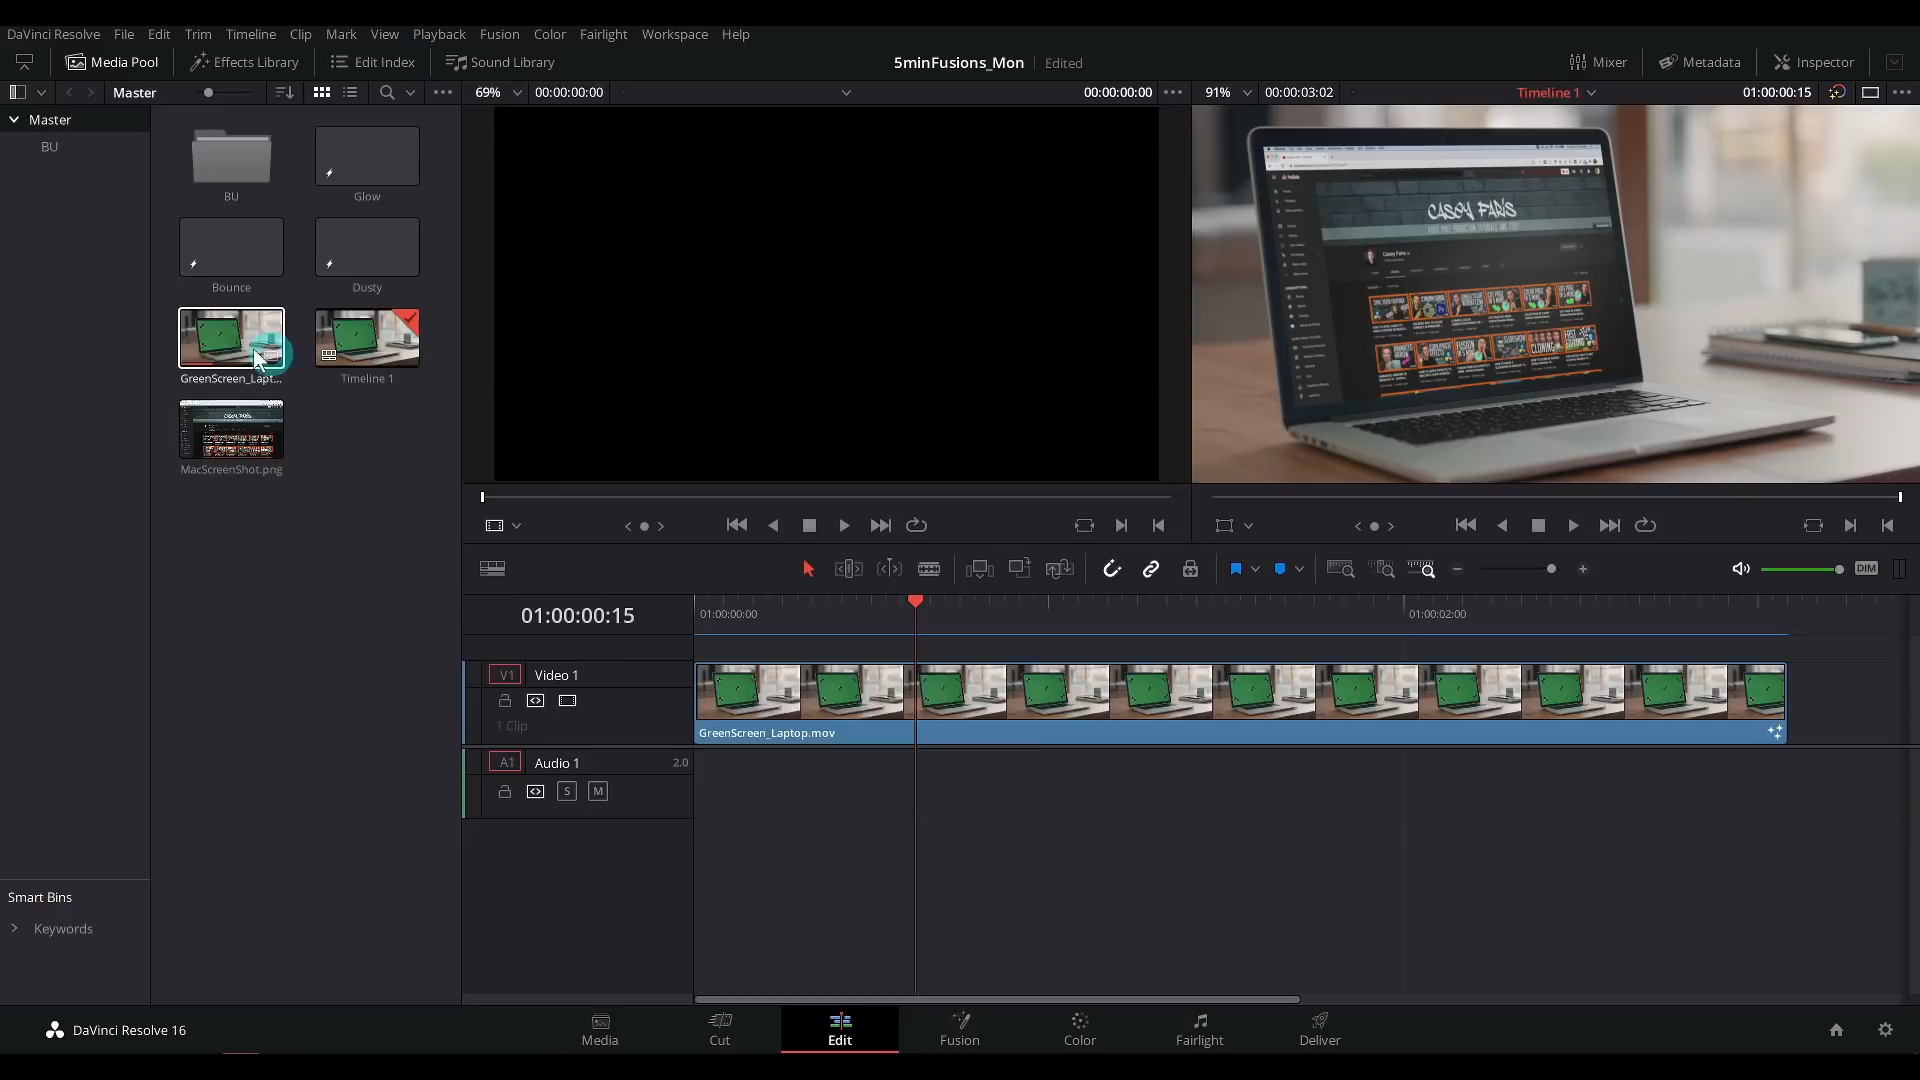 DaVinci Resolve File Edit Trim Timeline Clip Mark View Playback Fusion Color Fairlight Workspace Help
Media Pool Effects Library Edit Index Sound Library 5minFusions_Mon Edited Mixer Metadata Inspector
Master 69% 00:00:00:00 00:00:00:00 91% 00:00:03:02 Timeline 1 01:00:00:15
Master
BU
BU Glow
Bounce Dusty
GreenScreen_Lapt... Timeline 1
MacScreenShot.png
CASEY FARIS
Casey Faris
DIM
01:00:00:15 01:00:00:00 01:00:02:00
V1 Video 1
1 Clip
GreenScreen_Laptop.mov
A1 Audio 1 2.0
S M
Smart Bins
Keywords
DaVinci Resolve 16 Media Cut Edit Fusion Color Fairlight Deliver